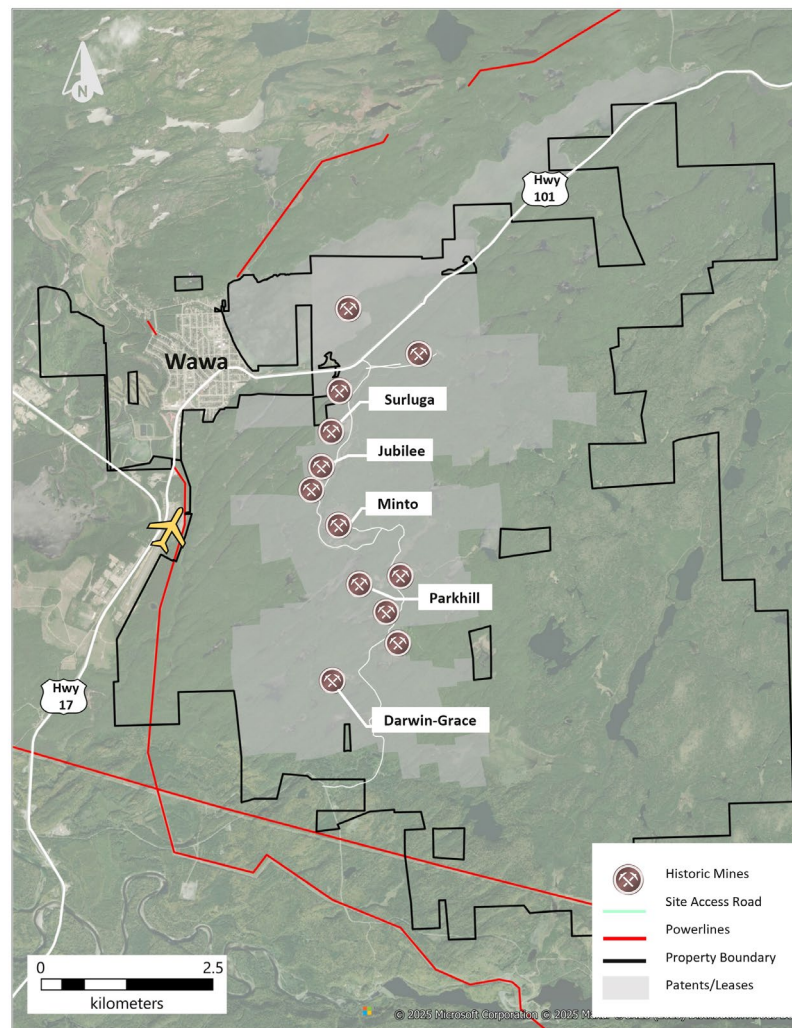 N
Hwy
101
Wawa
Surluga
Jubilee
Minto
Parkhill
Hwy
17
Darwin-Grace
Historic Mines
Site Access Road
Powerlines
Property Boundary
Patents/Leases
0 2.5
kilometers
© 2025 Microsoft Corporation © 2025